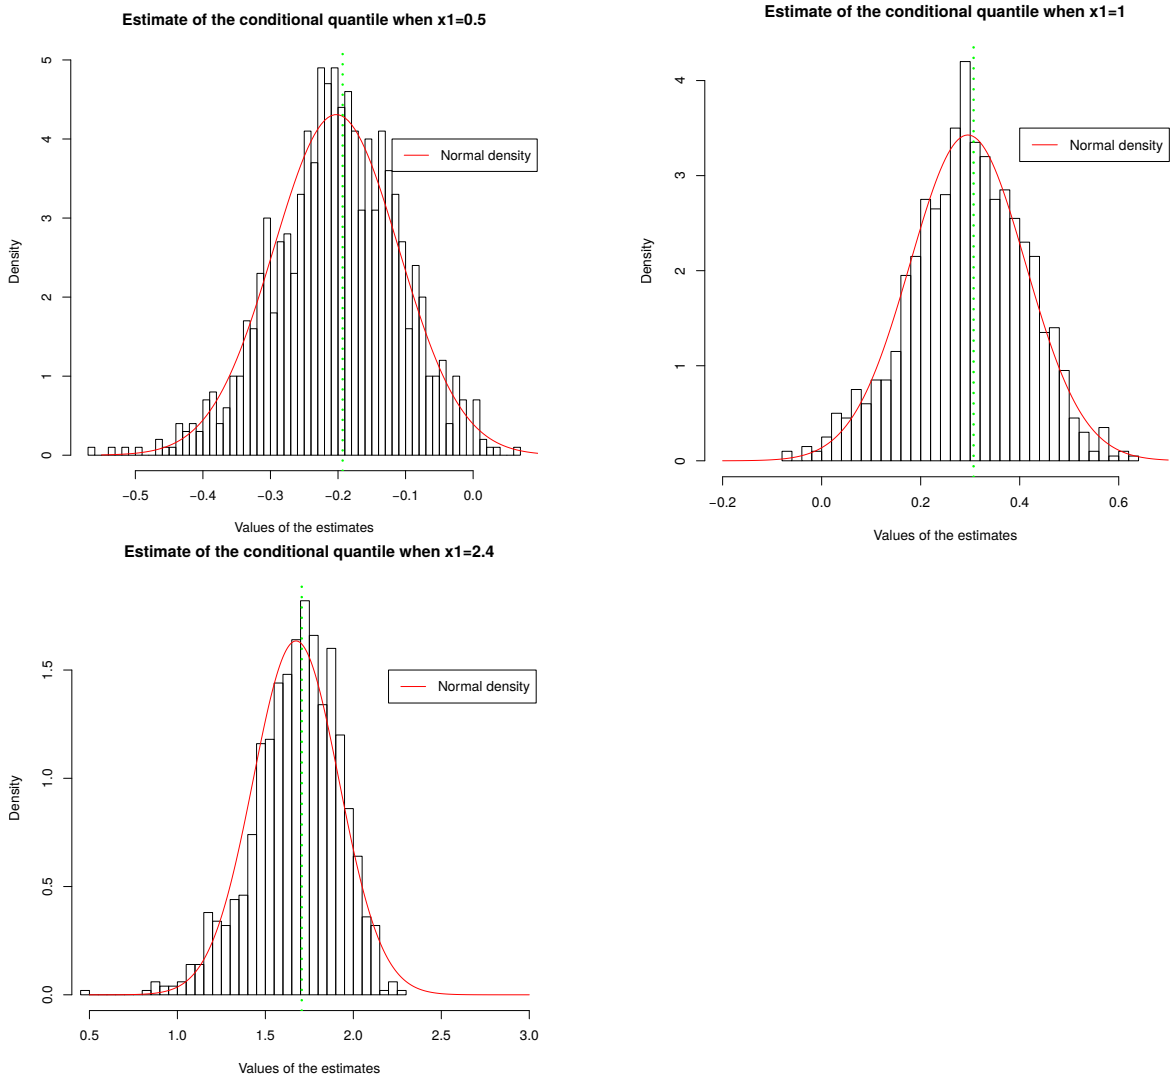 Estimate of the conditional quantile when x1=0.5
Density
0 1 2 3 4 5
Normal density
−0.5 −0.4 −0.3 −0.2 −0.1 0.0
Values of the estimates
Estimate of the conditional quantile when x1=1
Density
0 1 2 3 4
Normal density
−0.2 0.0 0.2 0.4 0.6
Values of the estimates
Estimate of the conditional quantile when x1=2.4
Density
0.0 0.5 1.0 1.5
Normal density
0.5 1.0 1.5 2.0 2.5 3.0
Values of the estimates